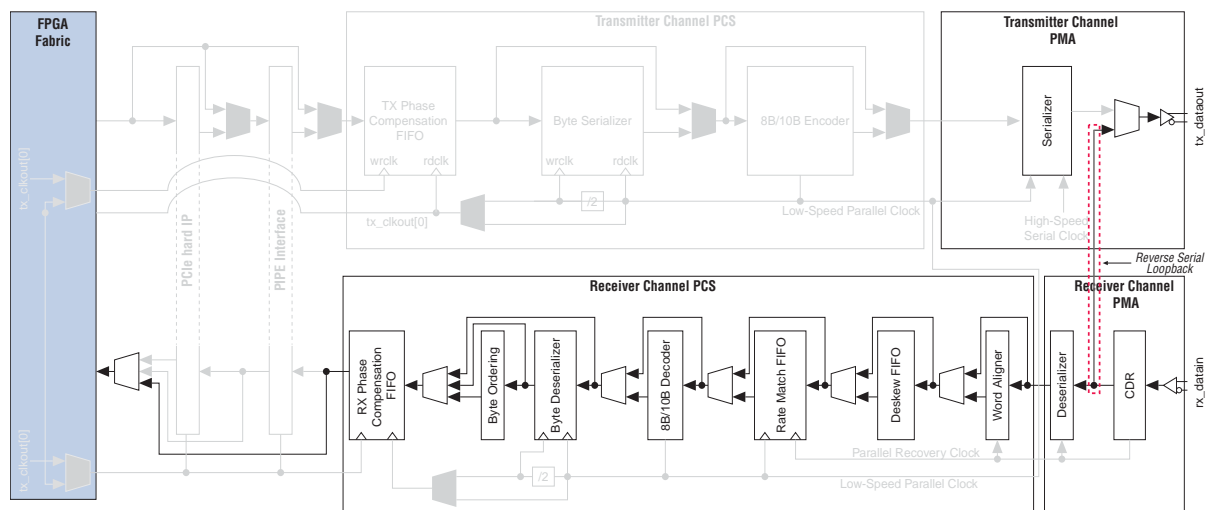 FPGA
Fabric
Transmitter Channel PCS
Transmitter Channel
PMA
TX Phase
Compensation
FIFO
wrclk
rdclk
Byte Serializer
wrclk
rdclk
8B/10B Encoder
Serializer
tx_dataout
tx_clkout[0]
tx_clkout[0]
/2
Low-Speed Parallel Clock
High-Speed
Serial Clock
PCIe hard IP
PIPE Interface
Reverse Serial
Loopback
Receiver Channel PCS
Receiver Channel
PMA
RX Phase
Compensation
FIFO
Byte Ordering
Byte Deserializer
8B/10B Decoder
Rate Match FIFO
Deskew FIFO
Word Aligner
Deserializer
CDR
rx_datain
tx_clkout[0]
Parallel Recovery Clock
/2
Low-Speed Parallel Clock